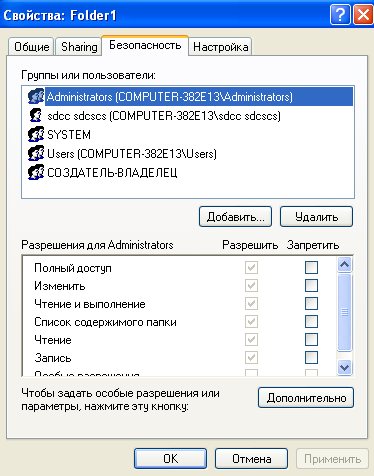 Свойства: Folder1
Общие Sharing Безопасность Настройка
Группы или пользователи:
Administrators (COMPUTER-382E13\Administrators)
sdcc sdcscs (COMPUTER-382E13\sdcc sdcscs)
SYSTEM
Users (COMPUTER-382E13\Users)
СОЗДАТЕЛЬ-ВЛАДЕЛЕЦ
Добавить... Удалить
Разрешения для Administrators Разрешить Запретить
Полный доступ
Изменить
Чтение и выполнение
Список содержимого папки
Чтение
Запись
Особые разрешения
Чтобы задать особые разрешения или
параметры, нажмите эту кнопку:
Дополнительно
OK Отмена Применить